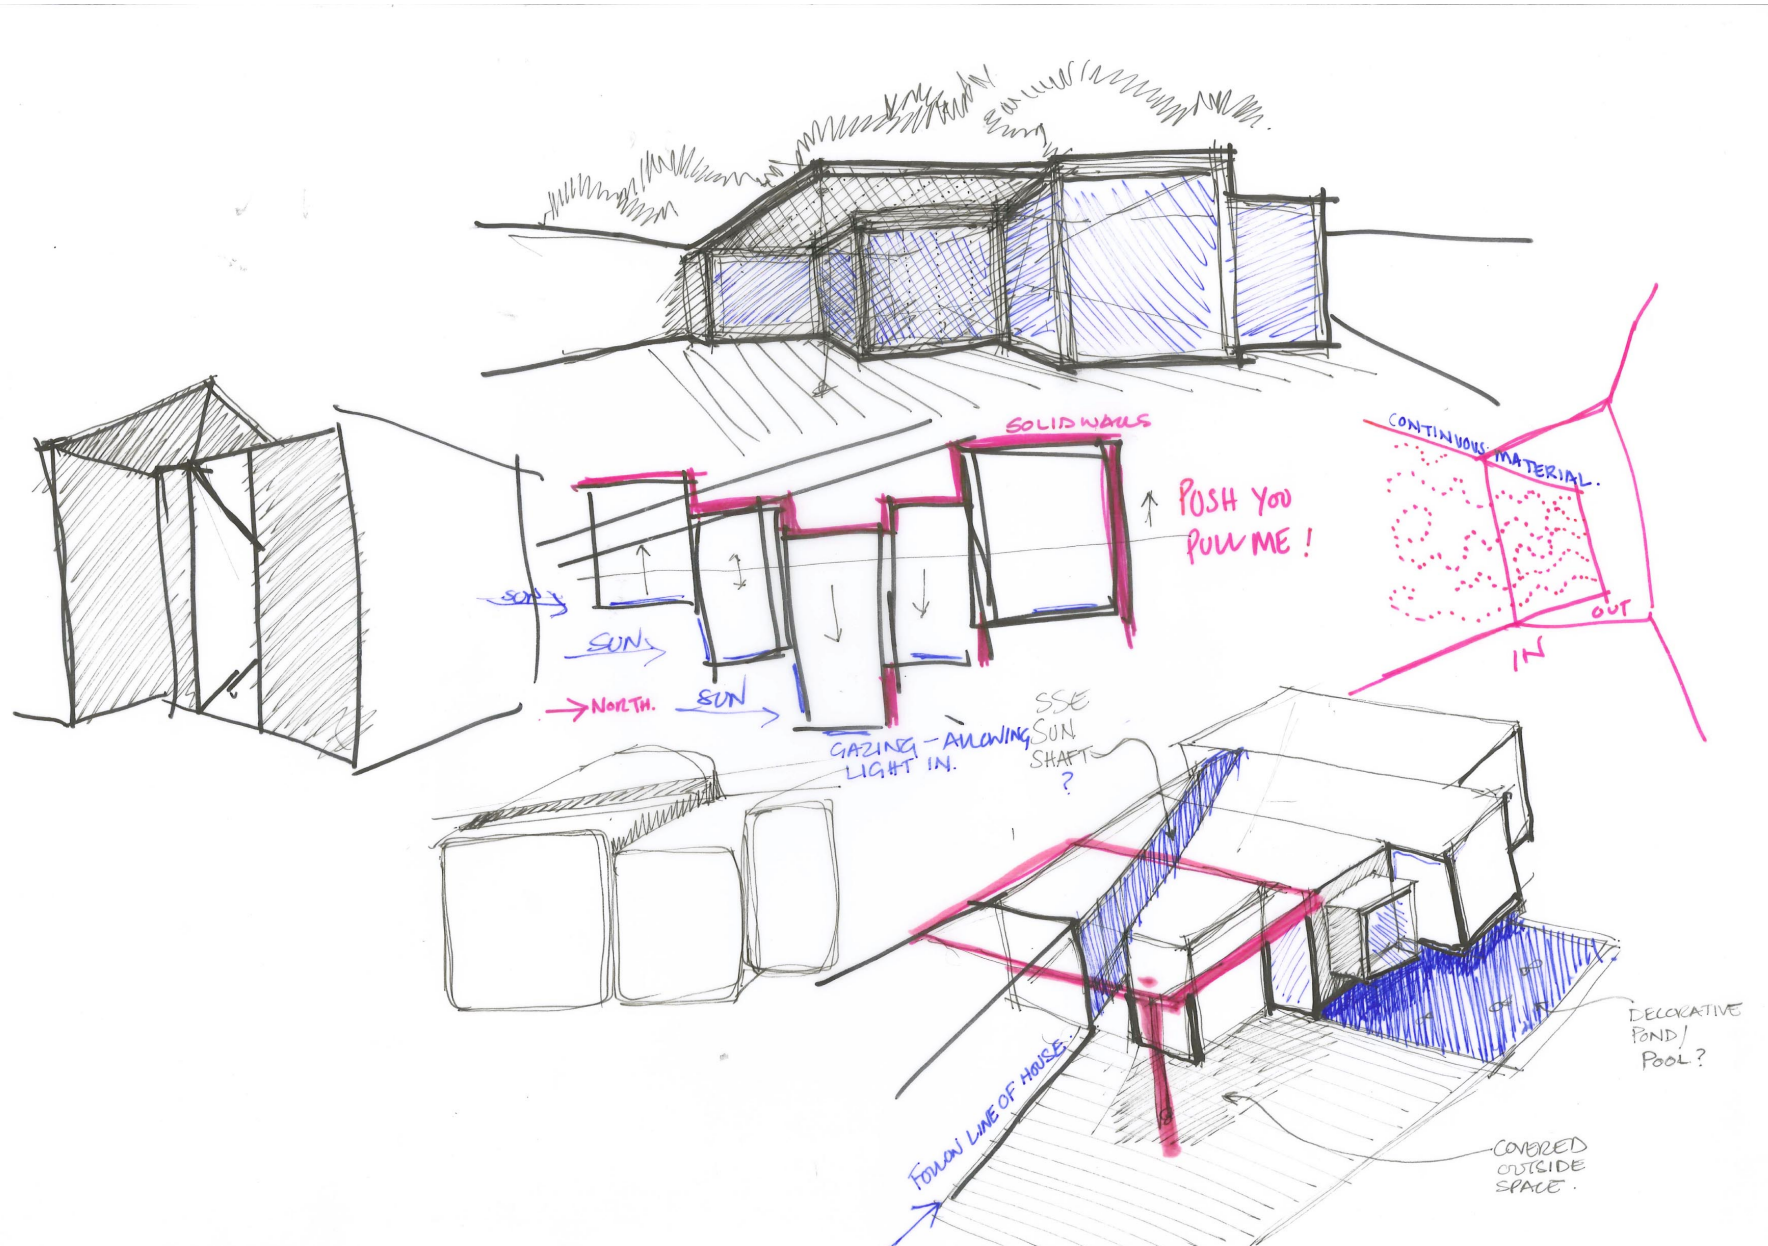 SOLID WALLS
CONTINUOUS MATERIAL.
PUSH YOU
PULL ME !
OUT
IN
SUN
SUN
→ NORTH.
SUN
GAZING - ALLOWING
LIGHT IN.
SSE
SUN
SHAFT
?
DECORATIVE
POND/
POOL?
FOLLOW LINE OF HOUSE.
COVERED
OUTSIDE
SPACE.